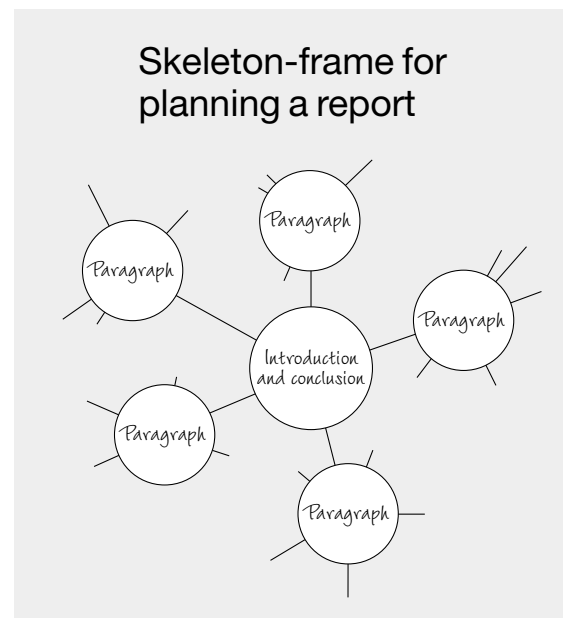 Skeleton-frame for
planning a report
Paragraph
Paragraph
Paragraph
Introduction
and conclusion
Paragraph
Paragraph